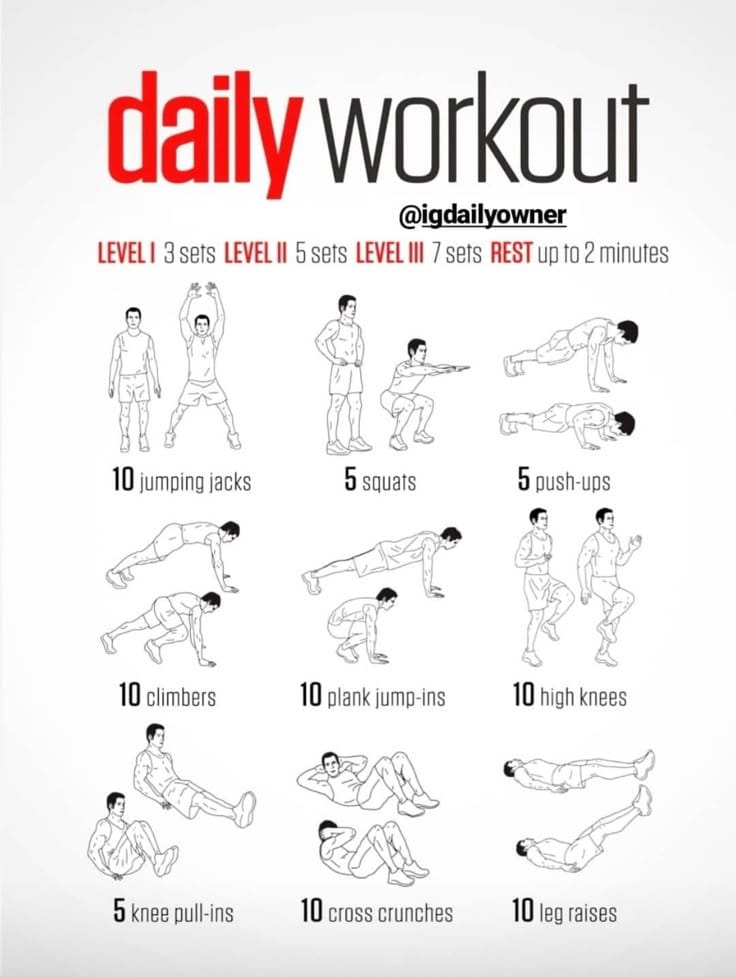 daily workout
@igdailyowner
LEVEL I 3 sets LEVEL II 5 sets LEVEL III 7 sets REST up to 2 minutes
10 jumping jacks 5 squats 5 push-ups
10 climbers 10 plank jump-ins 10 high knees
5 knee pull-ins 10 cross crunches 10 leg raises